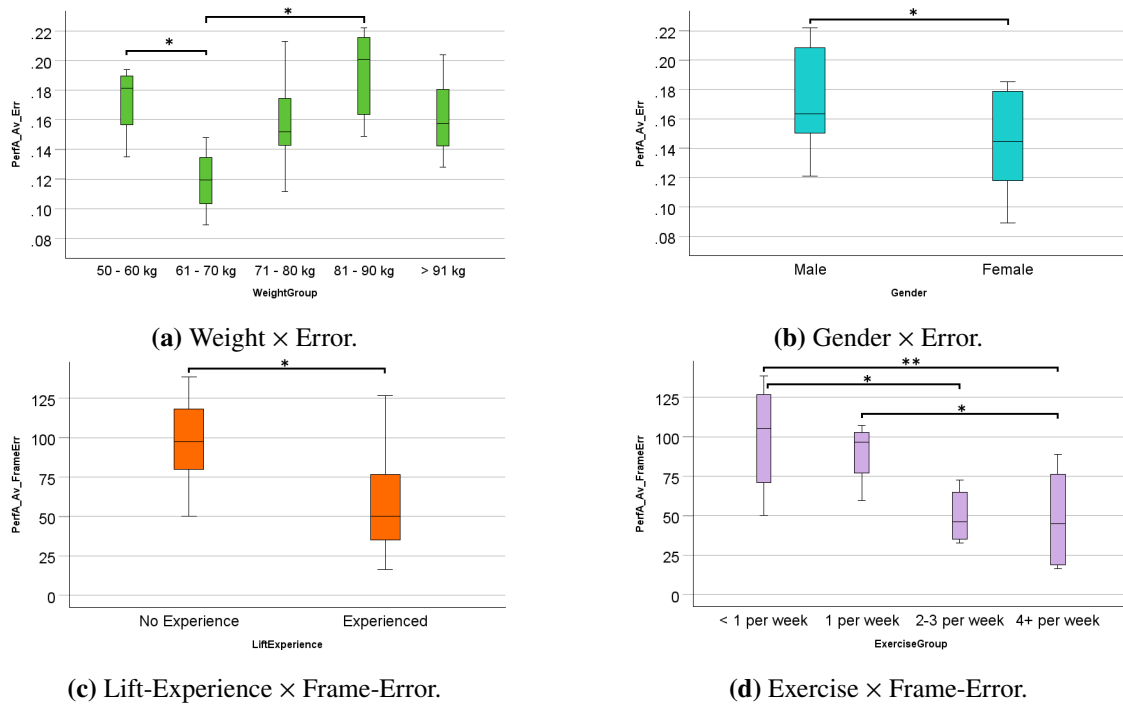 *
*
.22
.20
.18
.16
.14
.12
.10
.08
PerfA_Av_Err
50 - 60 kg 61 - 70 kg 71 - 80 kg 81 - 90 kg > 91 kg
WeightGroup
(a) Weight × Error.
*
.22
.20
.18
.16
.14
.12
.10
.08
PerfA_Av_Err
Male Female
Gender
(b) Gender × Error.
*
125
100
75
50
25
0
PerfA_Av_FrameErr
No Experience Experienced
LiftExperience
(c) Lift-Experience × Frame-Error.
**
*
*
125
100
75
50
25
0
PerfA_Av_FrameErr
< 1 per week 1 per week 2-3 per week 4+ per week
ExerciseGroup
(d) Exercise × Frame-Error.